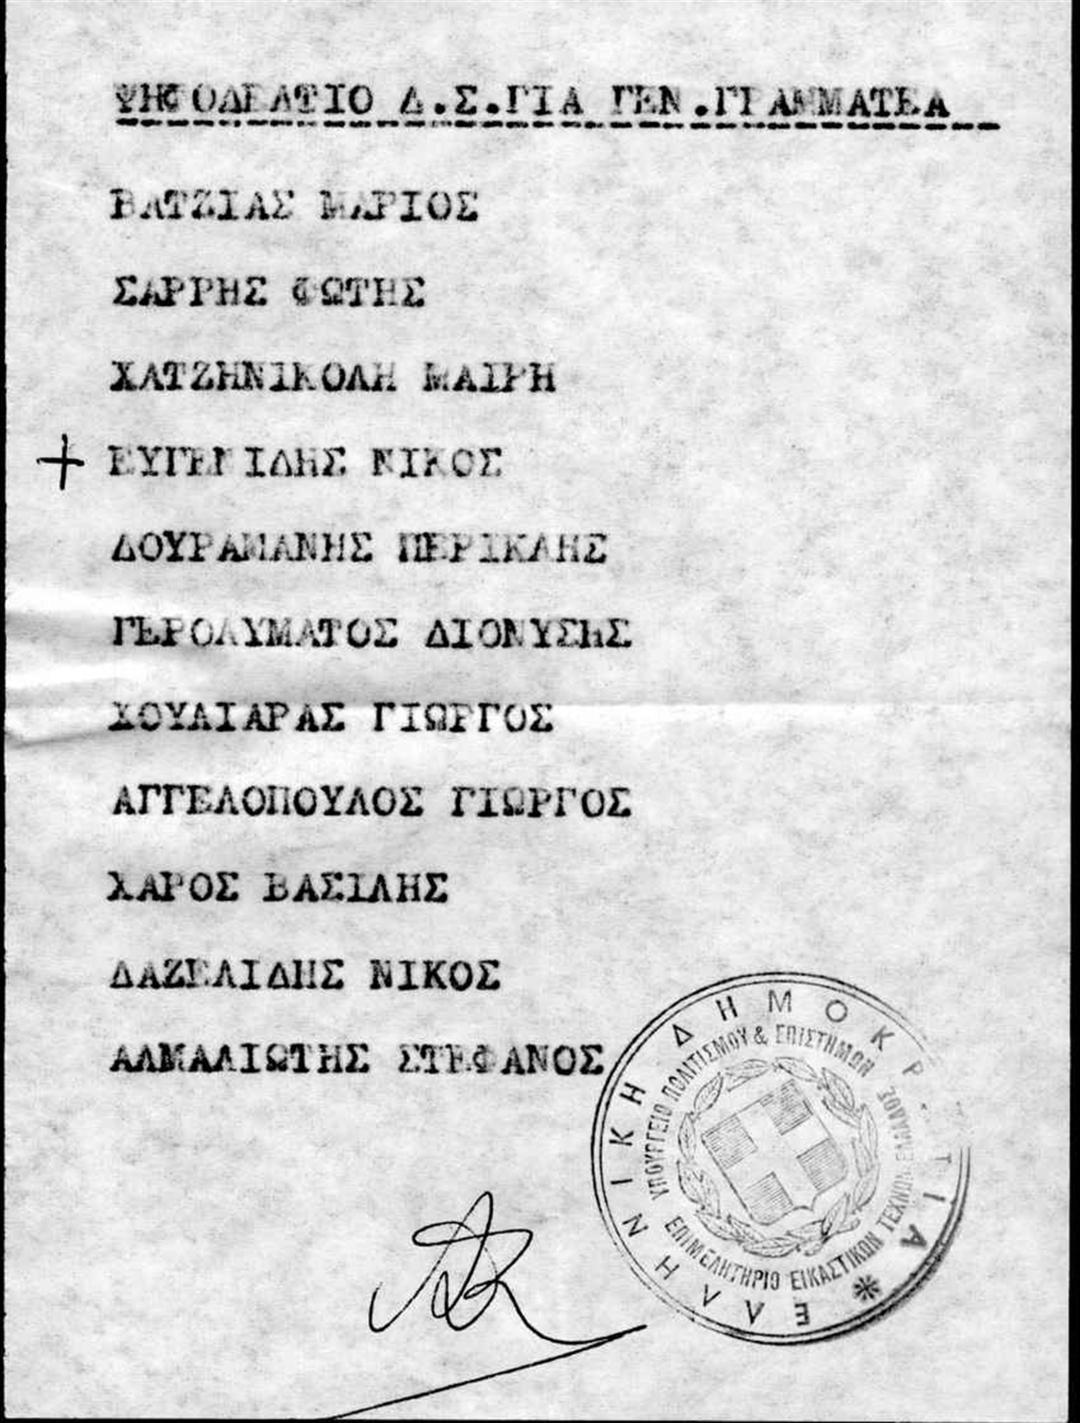 ΨΗΦΟΔΕΛΤΙΟ Δ.Σ.ΓΙΑ ΓΕΝ.ΓΡΑΜΜΑΤΕΑ
ΒΑΤΖΙΑΣ ΜΑΡΙΟΣ
ΣΑΡΡΗΣ ΦΩΤΗΣ
ΧΑΤΖΗΝΙΚΟΛΗ ΜΑΙΡΗ
+ ΕΥΓΕΝΙΔΗΣ ΝΙΚΟΣ
ΔΟΥΡΑΜΑΝΗΣ ΠΕΡΙΚΛΗΣ
ΓΕΡΟΛΥΜΑΤΟΣ ΔΙΟΝΥΣΗΣ
ΧΟΥΛΙΑΡΑΣ ΓΙΩΡΓΟΣ
ΑΓΓΕΛΟΠΟΥΛΟΣ ΓΙΩΡΓΟΣ
ΧΑΡΟΣ ΒΑΣΙΛΗΣ
ΔΑΖΕΛΙΔΗΣ ΝΙΚΟΣ
ΑΛΜΑΛΙΩΤΗΣ ΣΤΕΦΑΝΟΣ
ΕΛΛΗΝΙΚΗ ΔΗΜΟΚΡΑΤΙΑ
ΥΠΟΥΡΓΕΙΟ ΠΟΛΙΤΙΣΜΟΥ & ΕΠΙΣΤΗΜΩΝ
ΕΠΙΜΕΛΗΤΗΡΙΟ ΕΙΚΑΣΤΙΚΩΝ ΤΕΧΝΩΝ ΕΛΛΑΔΟΣ